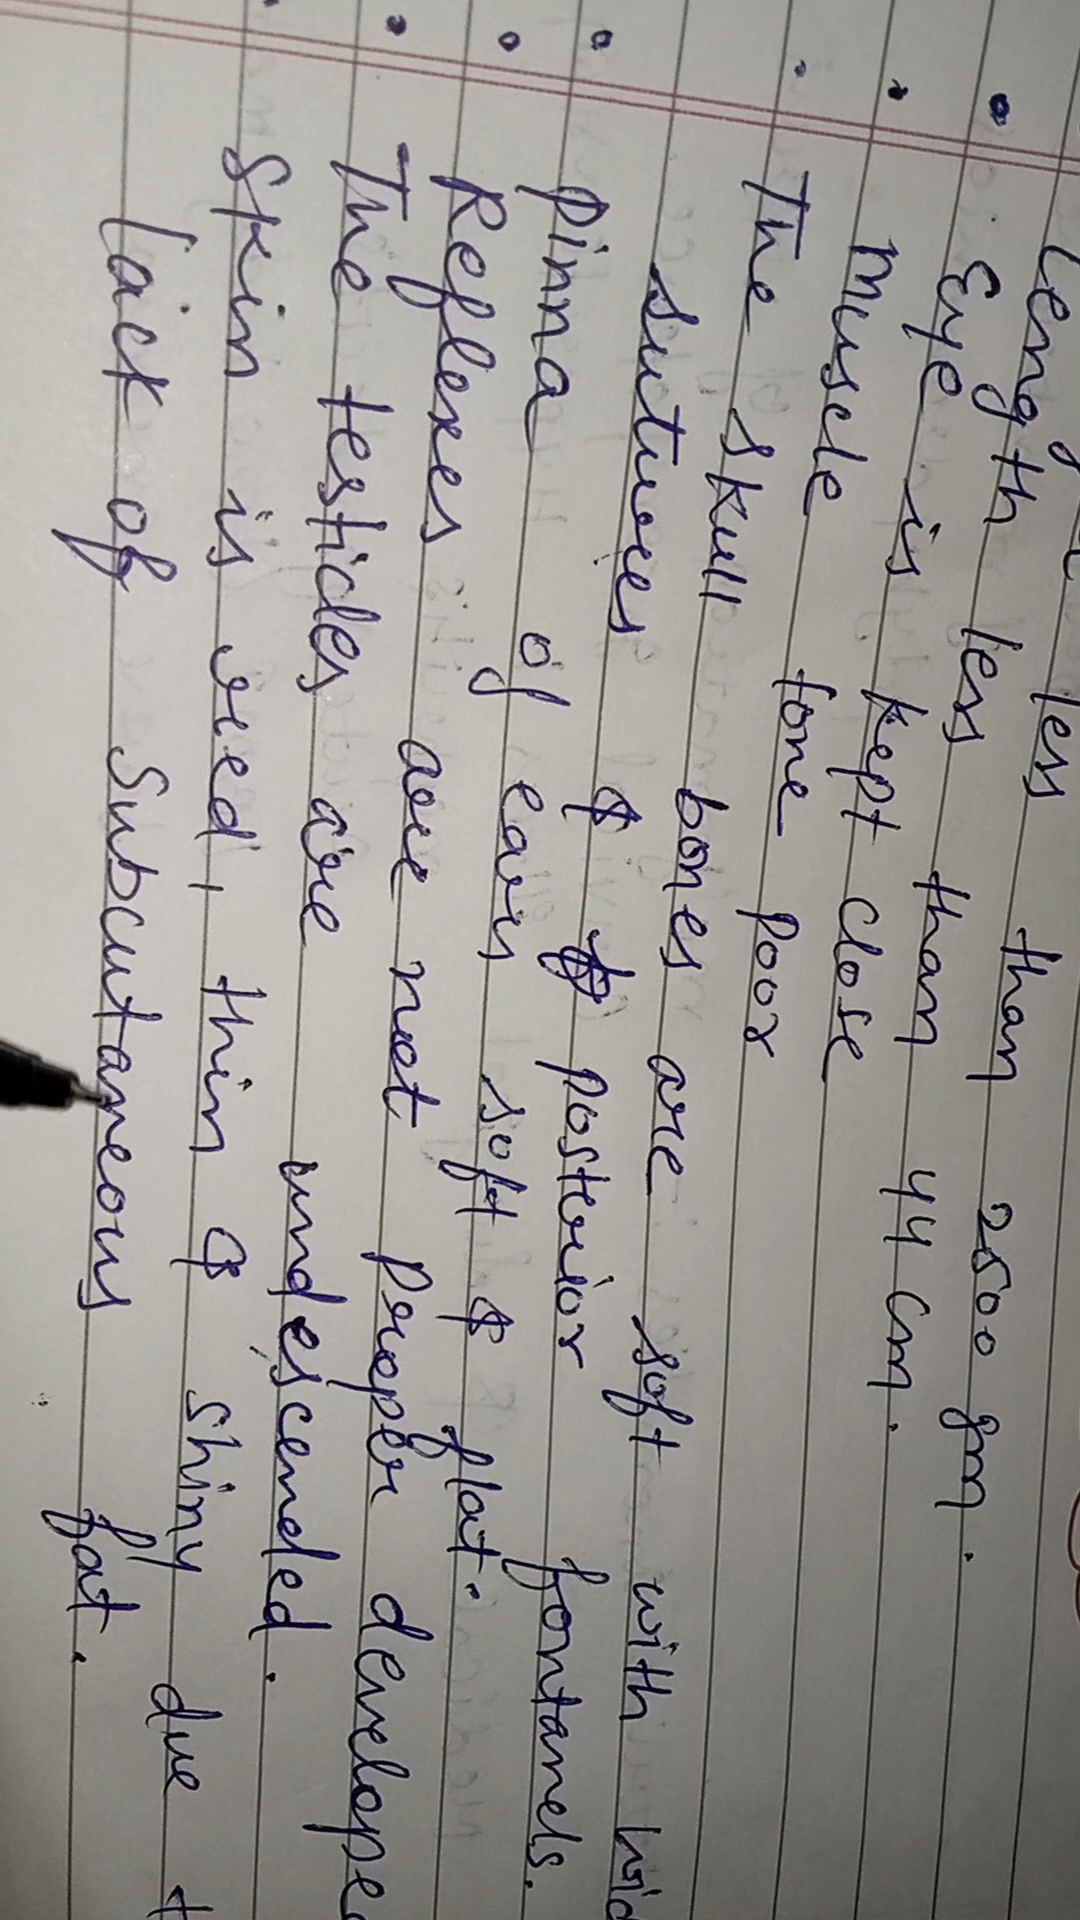 less than 2500 gm.
Length less than 44 cm.
Eye is kept close
Muscle tone poor
The skull bones are soft with wid
sutures & posterior fontanels.
Pinna of ears soft & flat.
Reflexes are not proper develope
The testicles are undescended.
Skin is red, thin & shiny due t
lack of Subcutaneous fat.